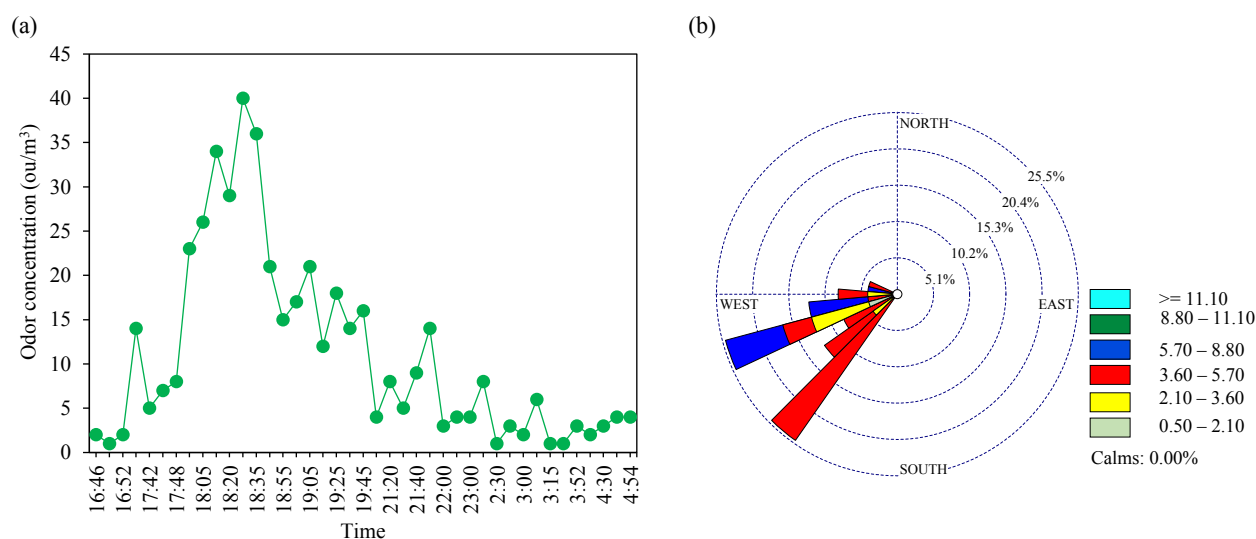 (a)
45
40
35
30
25
20
15
10
5
0
Odor concentration (ou/m³)
16:46
16:52
17:42
17:48
18:05
18:20
18:35
18:55
19:05
19:25
19:45
21:20
21:40
22:00
23:00
2:30
3:00
3:15
3:52
4:30
4:54
Time
(b)
NORTH
25.5%
20.4%
15.3%
10.2%
5.1%
WEST
EAST
SOUTH
>= 11.10
8.80 – 11.10
5.70 – 8.80
3.60 – 5.70
2.10 – 3.60
0.50 – 2.10
Calms: 0.00%